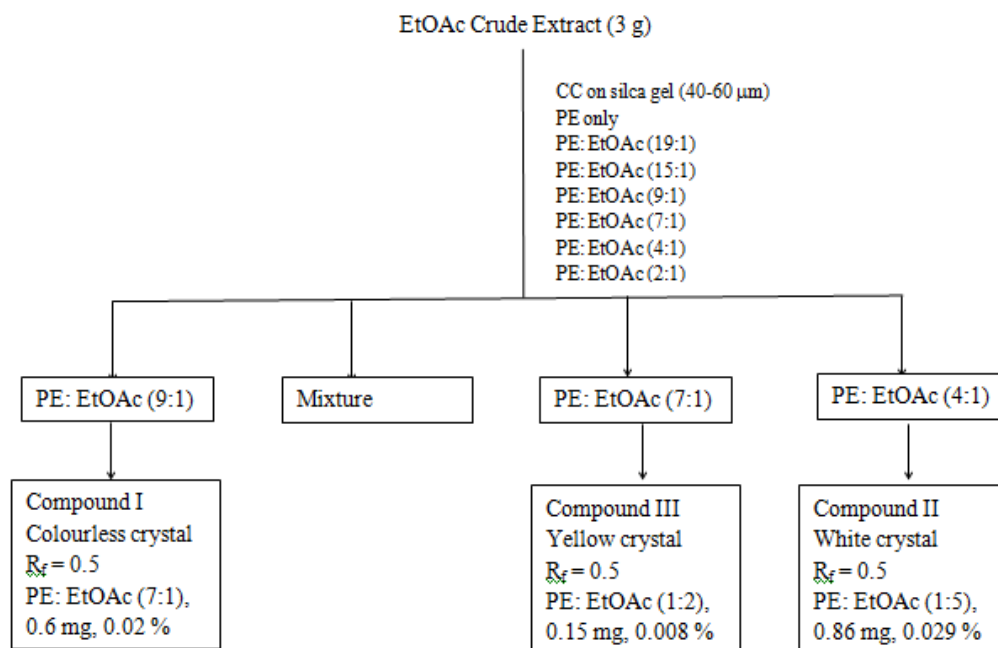 EtOAc Crude Extract (3 g)
CC on silca gel (40-60 μm)
PE only
PE: EtOAc (19:1)
PE: EtOAc (15:1)
PE: EtOAc (9:1)
PE: EtOAc (7:1)
PE: EtOAc (4:1)
PE: EtOAc (2:1)
PE: EtOAc (9:1)
Mixture
PE: EtOAc (7:1)
PE: EtOAc (4:1)
Compound I
Colourless crystal
Rf = 0.5
PE: EtOAc (7:1),
0.6 mg, 0.02 %
Compound III
Yellow crystal
Rf = 0.5
PE: EtOAc (1:2),
0.15 mg, 0.008 %
Compound II
White crystal
Rf = 0.5
PE: EtOAc (1:5),
0.86 mg, 0.029 %